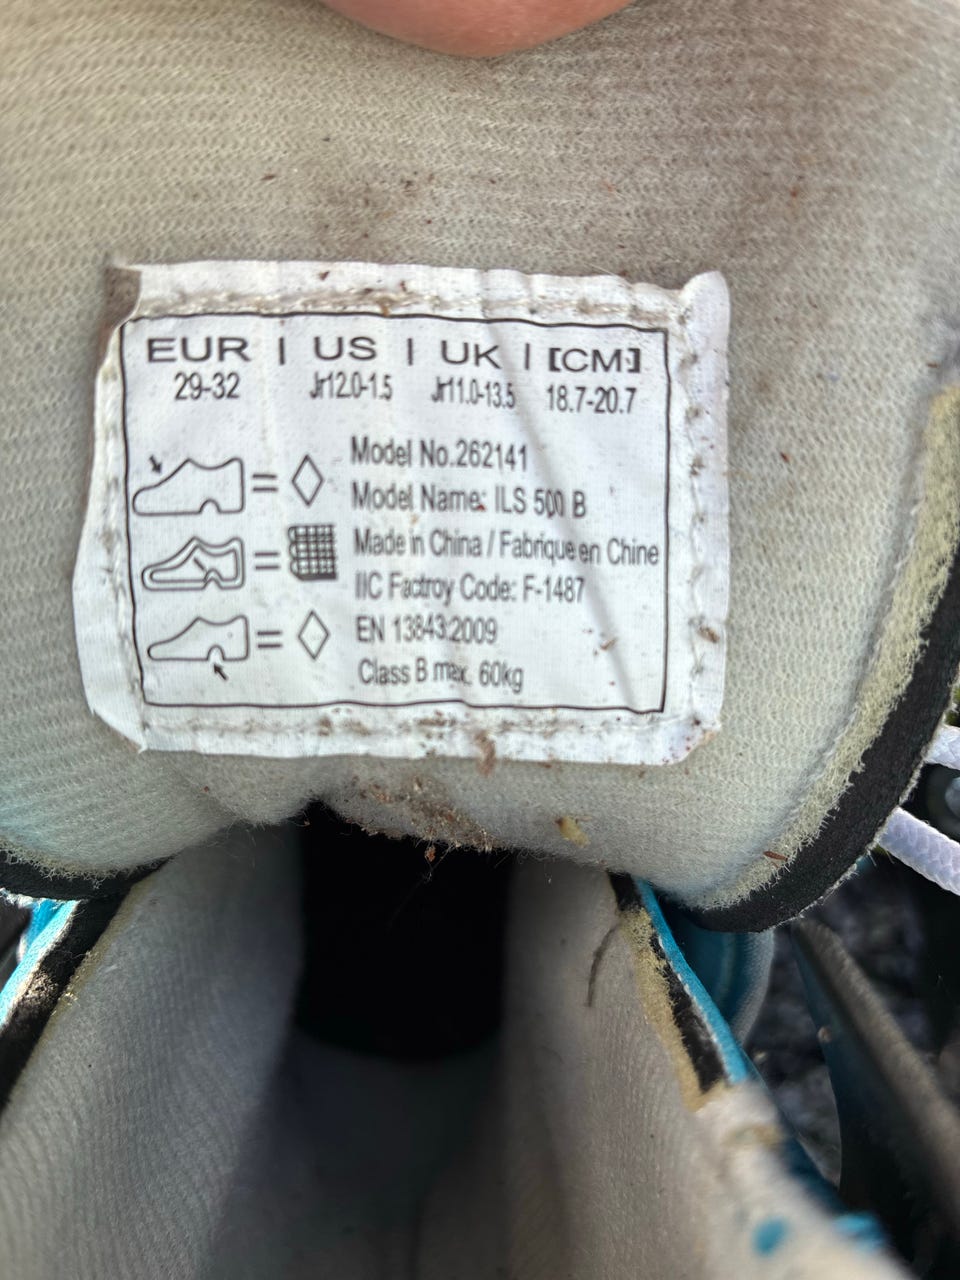 EUR | US | UK | [CM]
29-32 Jr12.0-1.5 Jr11.0-13.5 18.7-20.7
Model No.262141
Model Name: ILS 500 B
Made in China / Fabrique en Chine
IIC Factroy Code: F-1487
EN 13843:2009
Class B max. 60kg